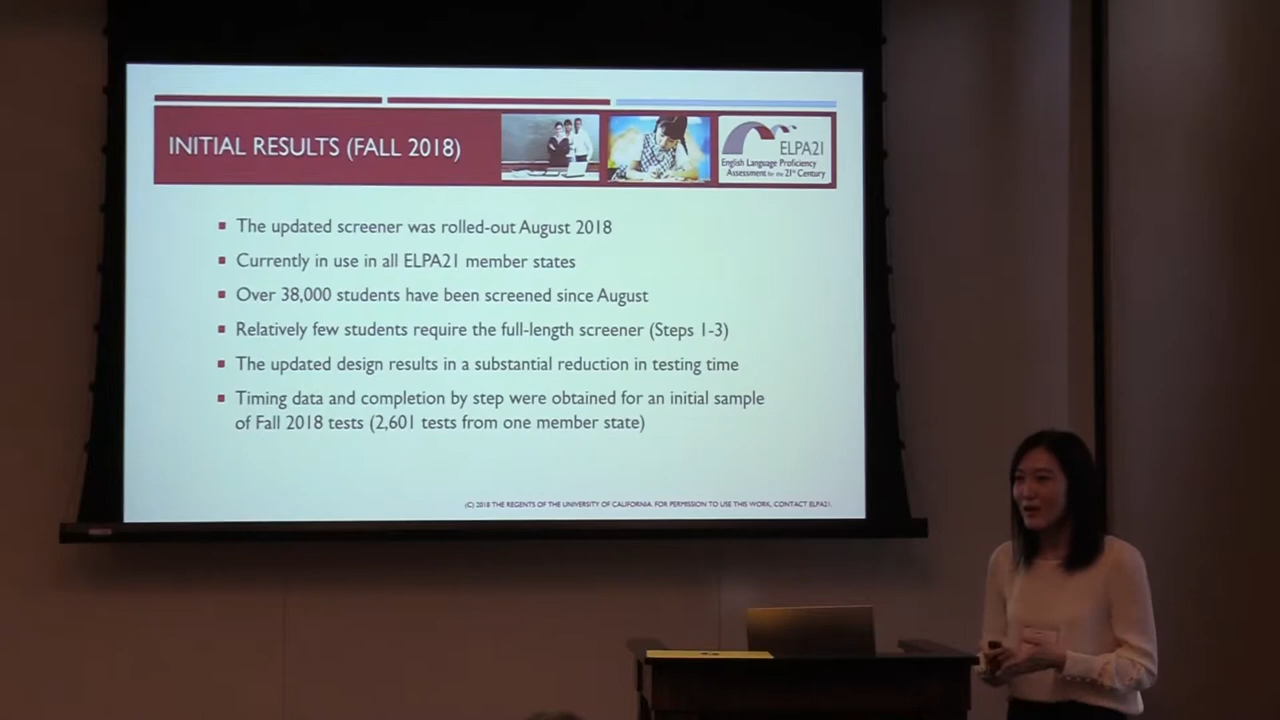 INITIAL RESULTS (FALL 2018)
ELPA21
English Language Proficiency
Assessment for the 21st Century
▪ The updated screener was rolled-out August 2018
▪ Currently in use in all ELPA21 member states
▪ Over 38,000 students have been screened since August
▪ Relatively few students require the full-length screener (Steps 1-3)
▪ The updated design results in a substantial reduction in testing time
▪ Timing data and completion by step were obtained for an initial sample
of Fall 2018 tests (2,601 tests from one member state)
(C) 2018 THE REGENTS OF THE UNIVERSITY OF CALIFORNIA. FOR PERMISSION TO USE THIS WORK, CONTACT ELPA21.